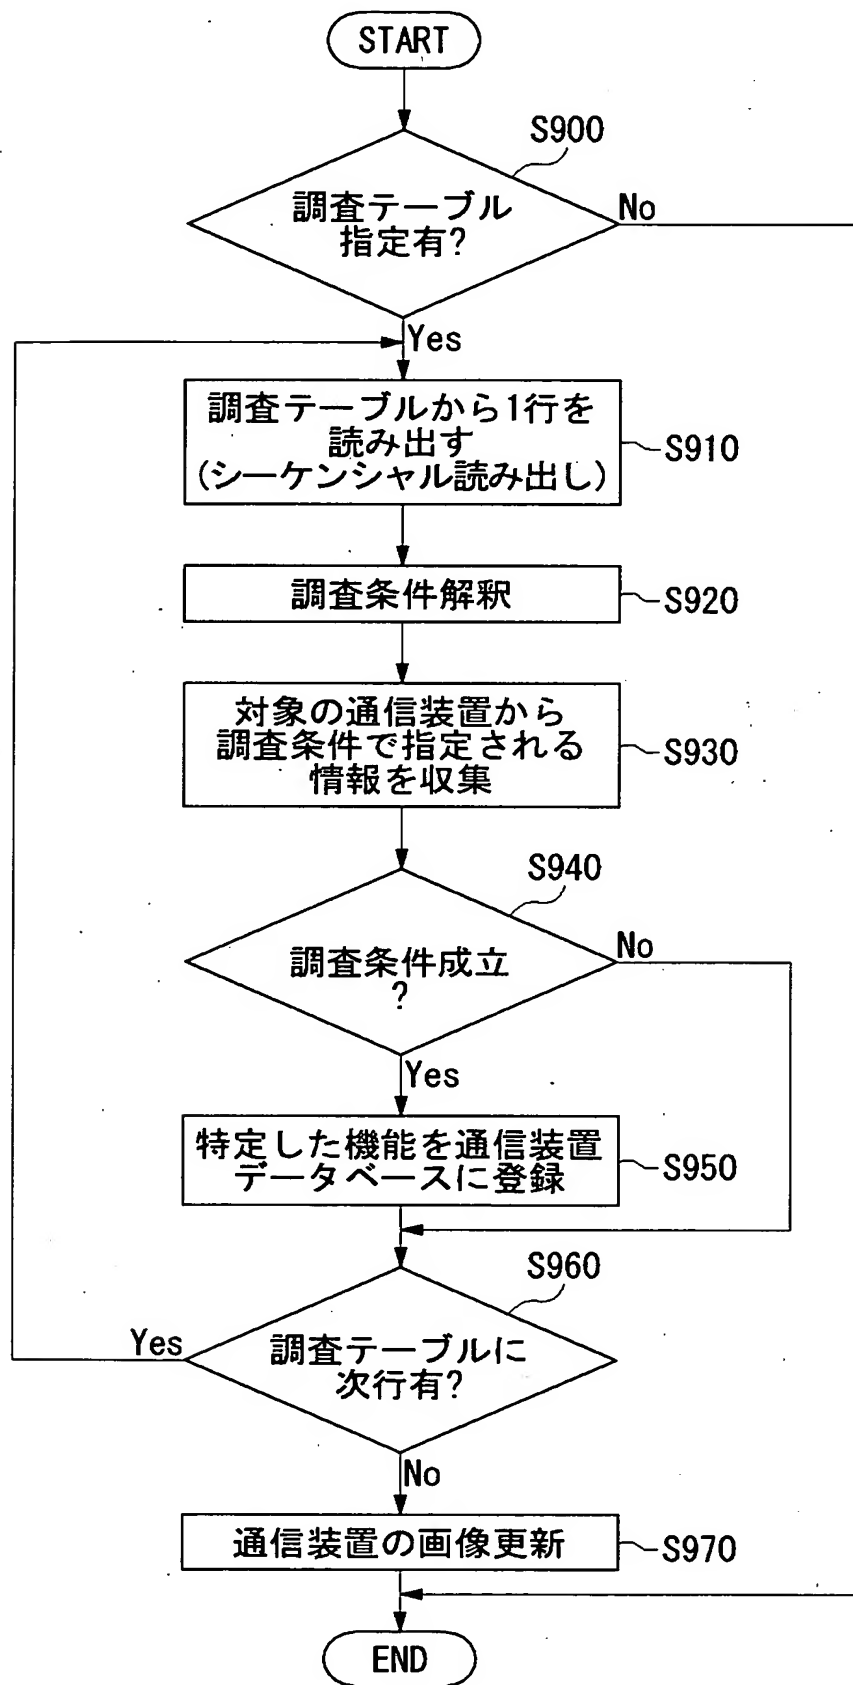 START
S900
調査テーブル
指定有?
No
Yes
調査テーブルから1行を
読み出す
(シーケンシャル読み出し)
S910
調査条件解釈
S920
対象の通信装置から
調査条件で指定される
情報を収集
S930
S940
調査条件成立
?
No
Yes
特定した機能を通信装置
データベースに登録
S950
S960
調査テーブルに
次行有?
Yes
No
通信装置の画像更新
S970
END